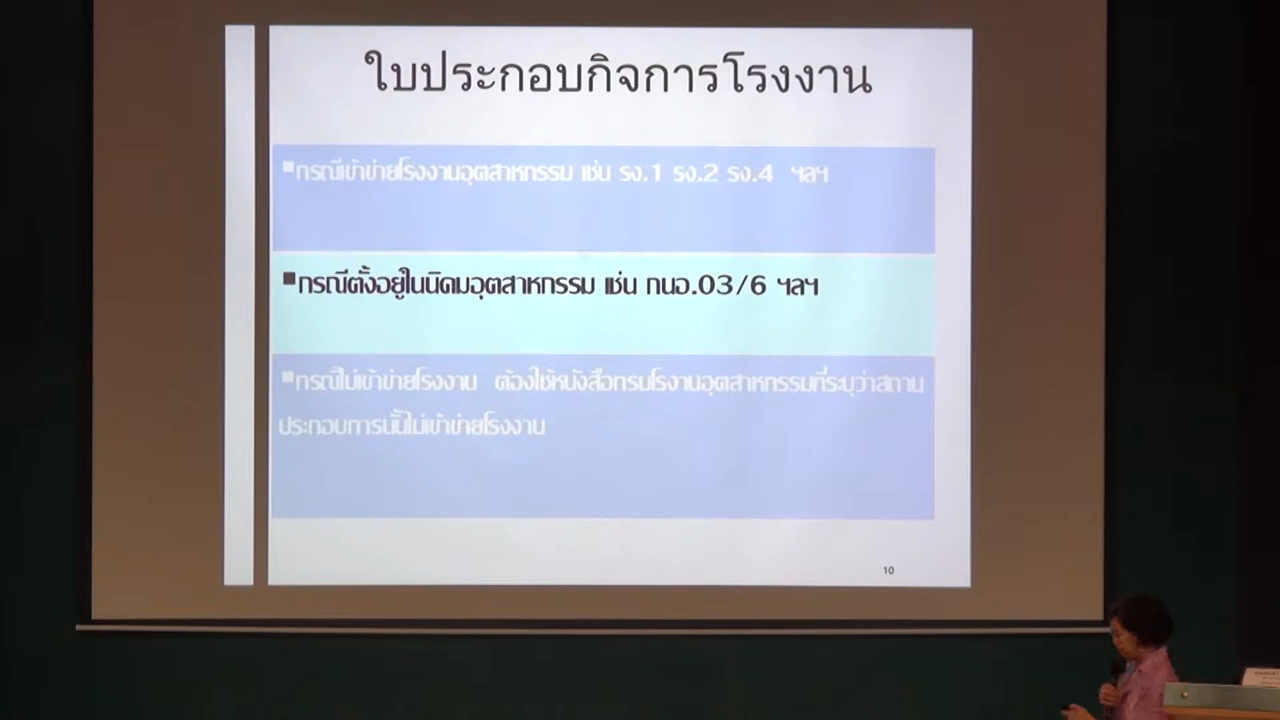 ใบประกอบกิจการโรงงาน
▪กรณีเข้าข่ายโรงงานอุตสาหกรรม เช่น รง.1 รง.2 รง.4 ฯลฯ
▪กรณีตั้งอยู่ในนิคมอุตสาหกรรม เช่น กนอ.03/6 ฯลฯ
▪กรณีไม่เข้าข่ายโรงงาน ต้องใช้หนังสือกรมโรงานอุตสาหกรรมที่ระบุว่าสถาน
ประกอบการนั้นไม่เข้าข่ายโรงงาน
10